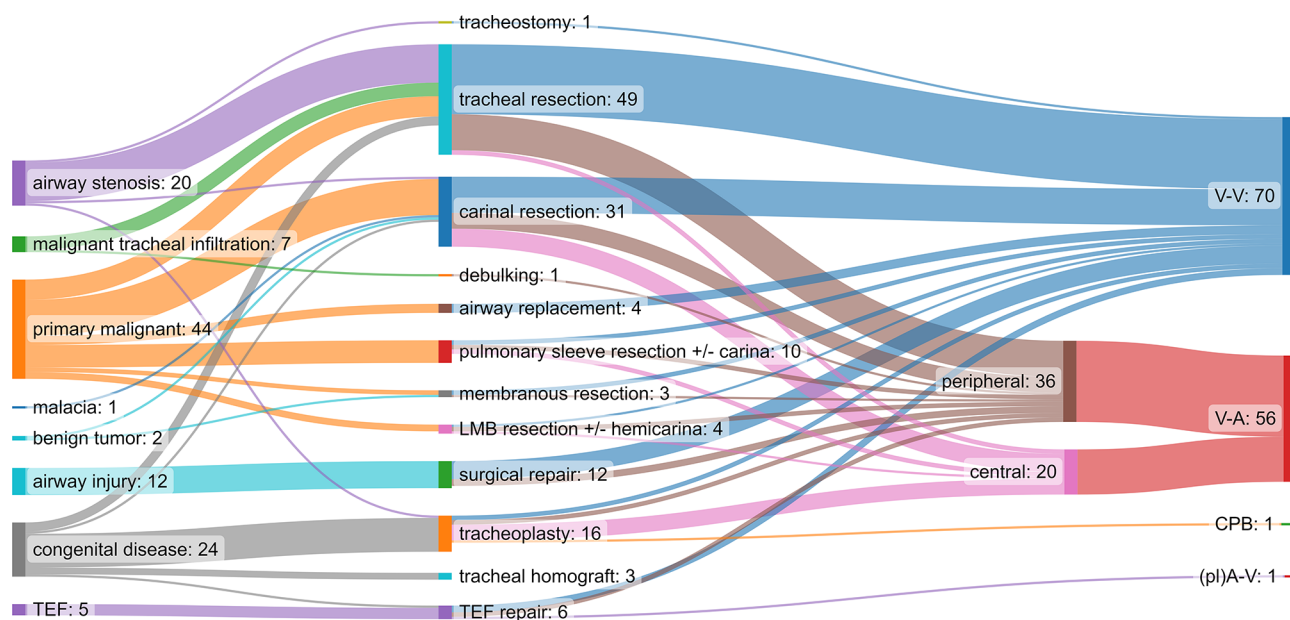 airway stenosis: 20
malignant tracheal infiltration: 7
primary malignant: 44
malacia: 1
benign tumor: 2
airway injury: 12
congenital disease: 24
TEF: 5
tracheostomy: 1
tracheal resection: 49
carinal resection: 31
debulking: 1
airway replacement: 4
pulmonary sleeve resection +/- carina: 10
membranous resection: 3
LMB resection +/- hemicarina: 4
surgical repair: 12
tracheoplasty: 16
tracheal homograft: 3
TEF repair: 6
peripheral: 36
central: 20
V-V: 70
V-A: 56
CPB: 1
(pl)A-V: 1